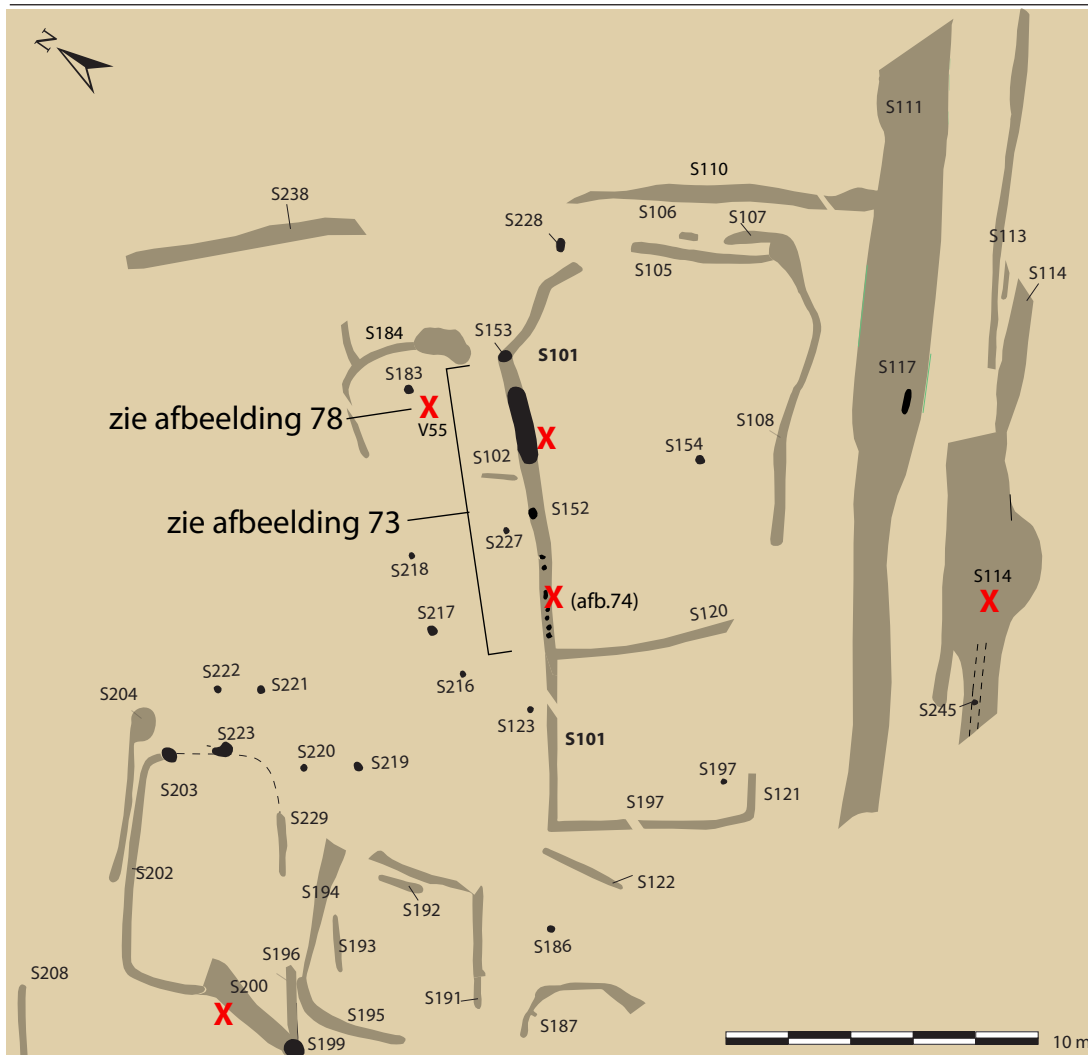 N
S111
S110
S238
S106
S107
S228
S105
S113
S114
S153
S184
S101
S183
S117
zie afbeelding 78
X
V55
X
S108
S102
S154
zie afbeelding 73
S152
S227
S218
S114
X (afb.74)
X
S217
S120
S222
S221
S216
S204
S245
S123
S223
S101
S220
S219
S203
S197
S121
S197
S229
S202
S122
S194
S192
S193
S196
S186
S208
S200
X
S191
S195
S187
S199
10 m